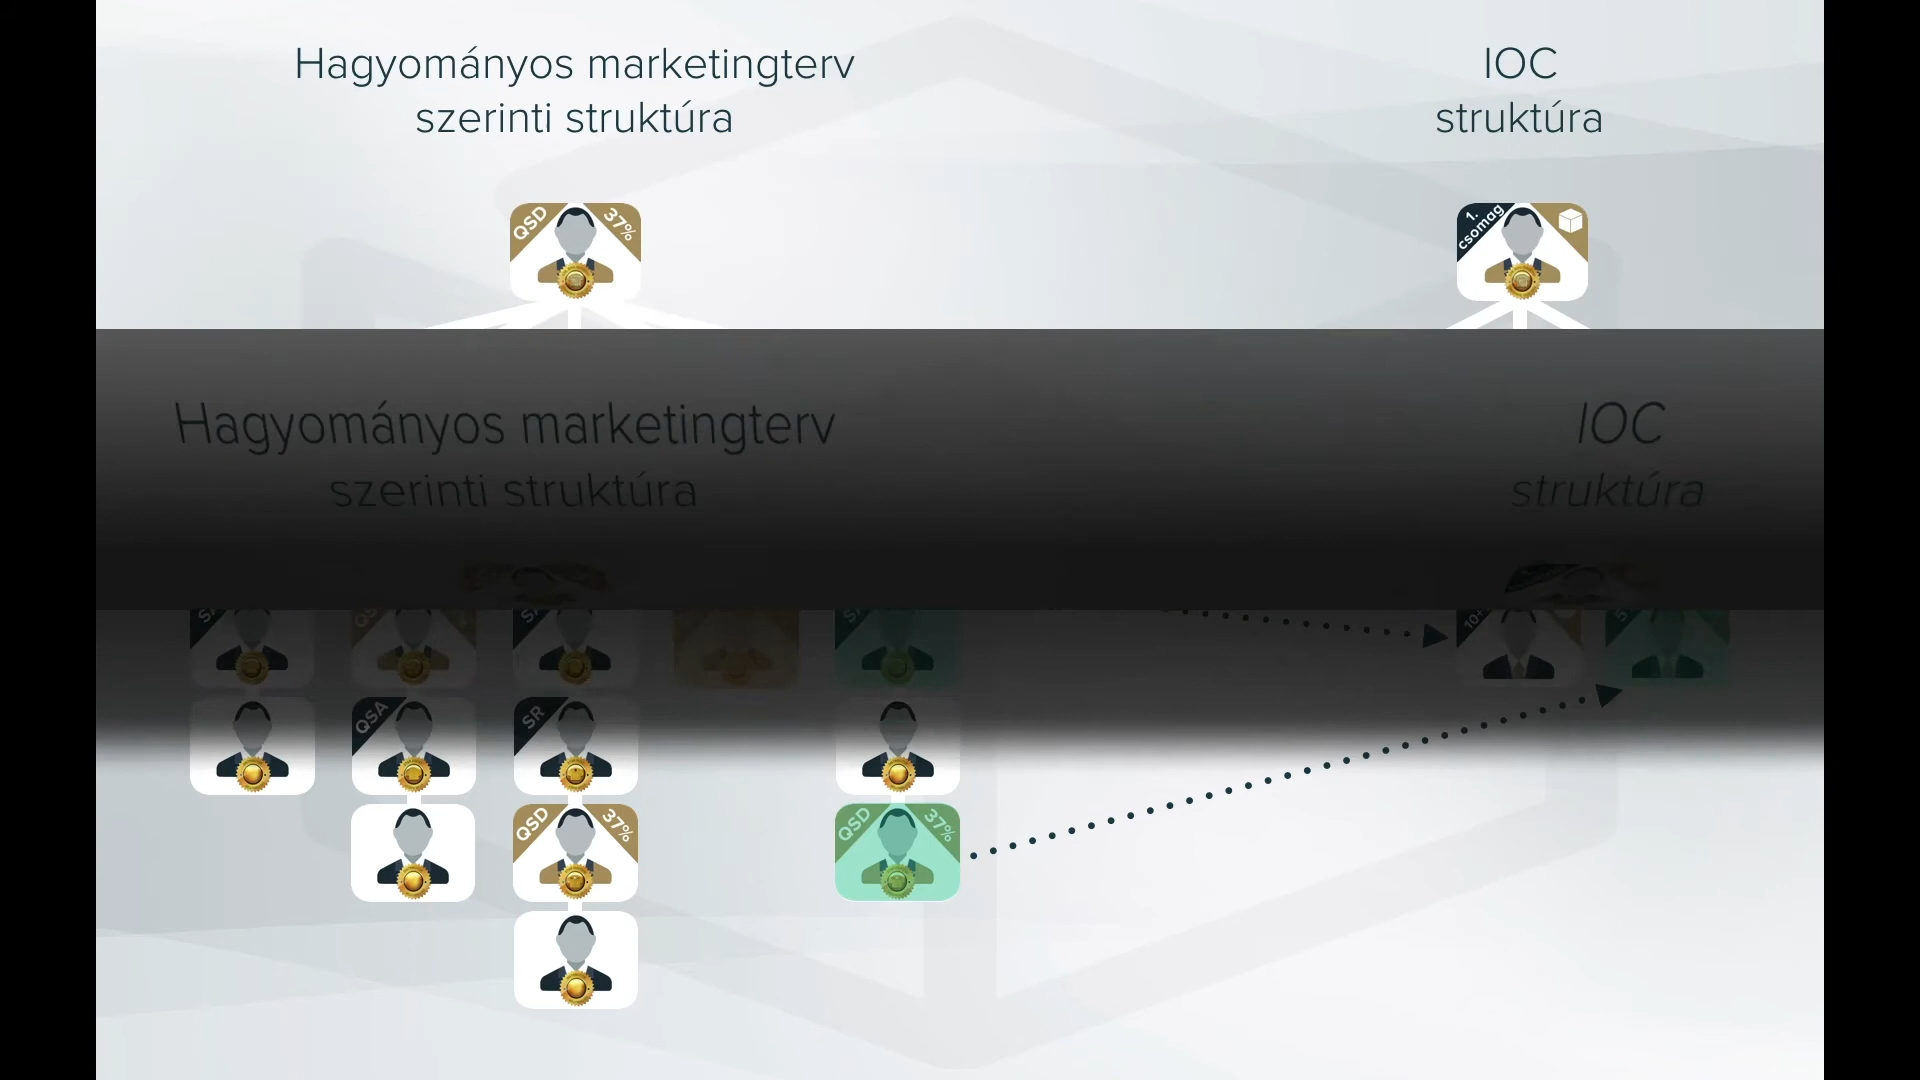 Hagyományos marketingterv
szerinti struktúra
IOC
struktúra
QSD 37%
1. csomag
Hagyományos marketingterv
szerinti struktúra
IOC
struktúra
10+
QSA
SR
QSD 37%
QSD 37%